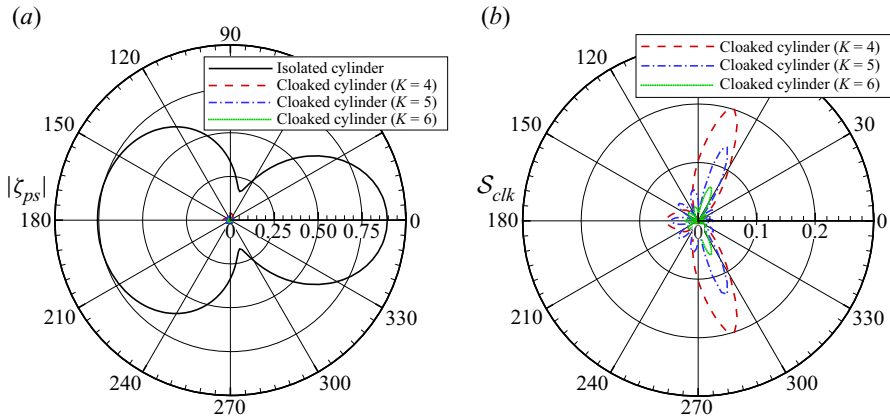 (a)
90
120
Isolated cylinder
Cloaked cylinder (K = 4)
Cloaked cylinder (K = 5)
Cloaked cylinder (K = 6)
150
|ζps|
180
0
0.25
0.50
0.75
0
210
330
240
300
270
(b)
Cloaked cylinder (K = 4)
Cloaked cylinder (K = 5)
Cloaked cylinder (K = 6)
120
150
30
Sclk
180
0
0.1
0.2
0
210
330
240
300
270